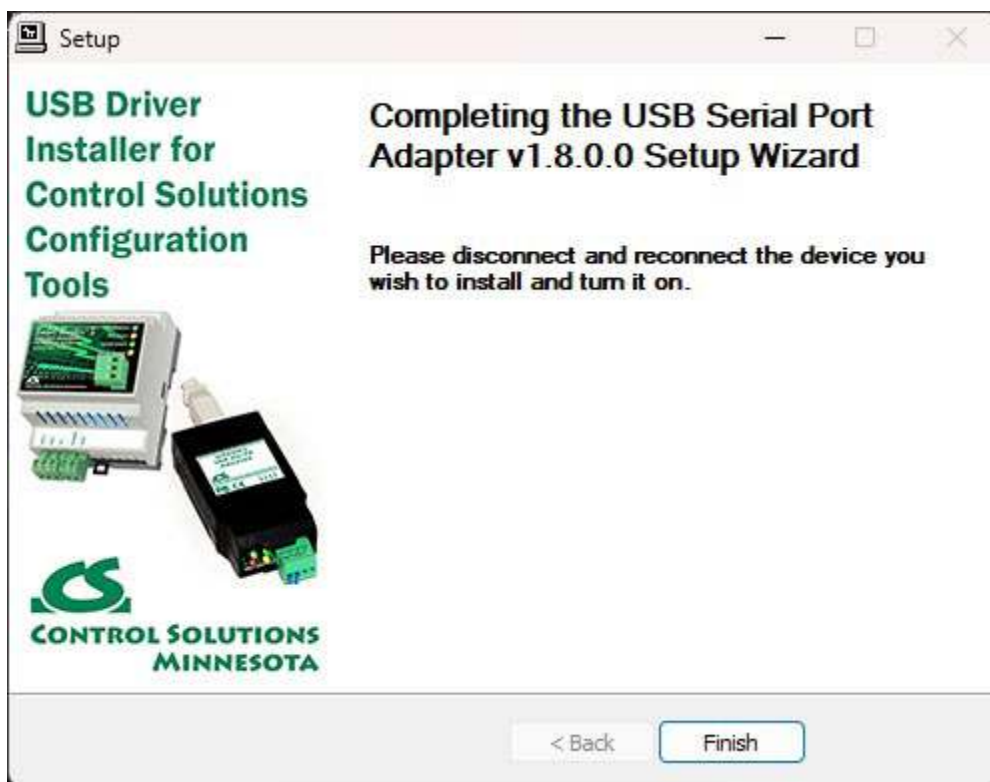 Setup
USB Driver
Installer for
Control Solutions
Configuration
Tools
CS
CONTROL SOLUTIONS
MINNESOTA
Completing the USB Serial Port
Adapter v1.8.0.0 Setup Wizard
Please disconnect and reconnect the device you
wish to install and turn it on.
< Back
Finish